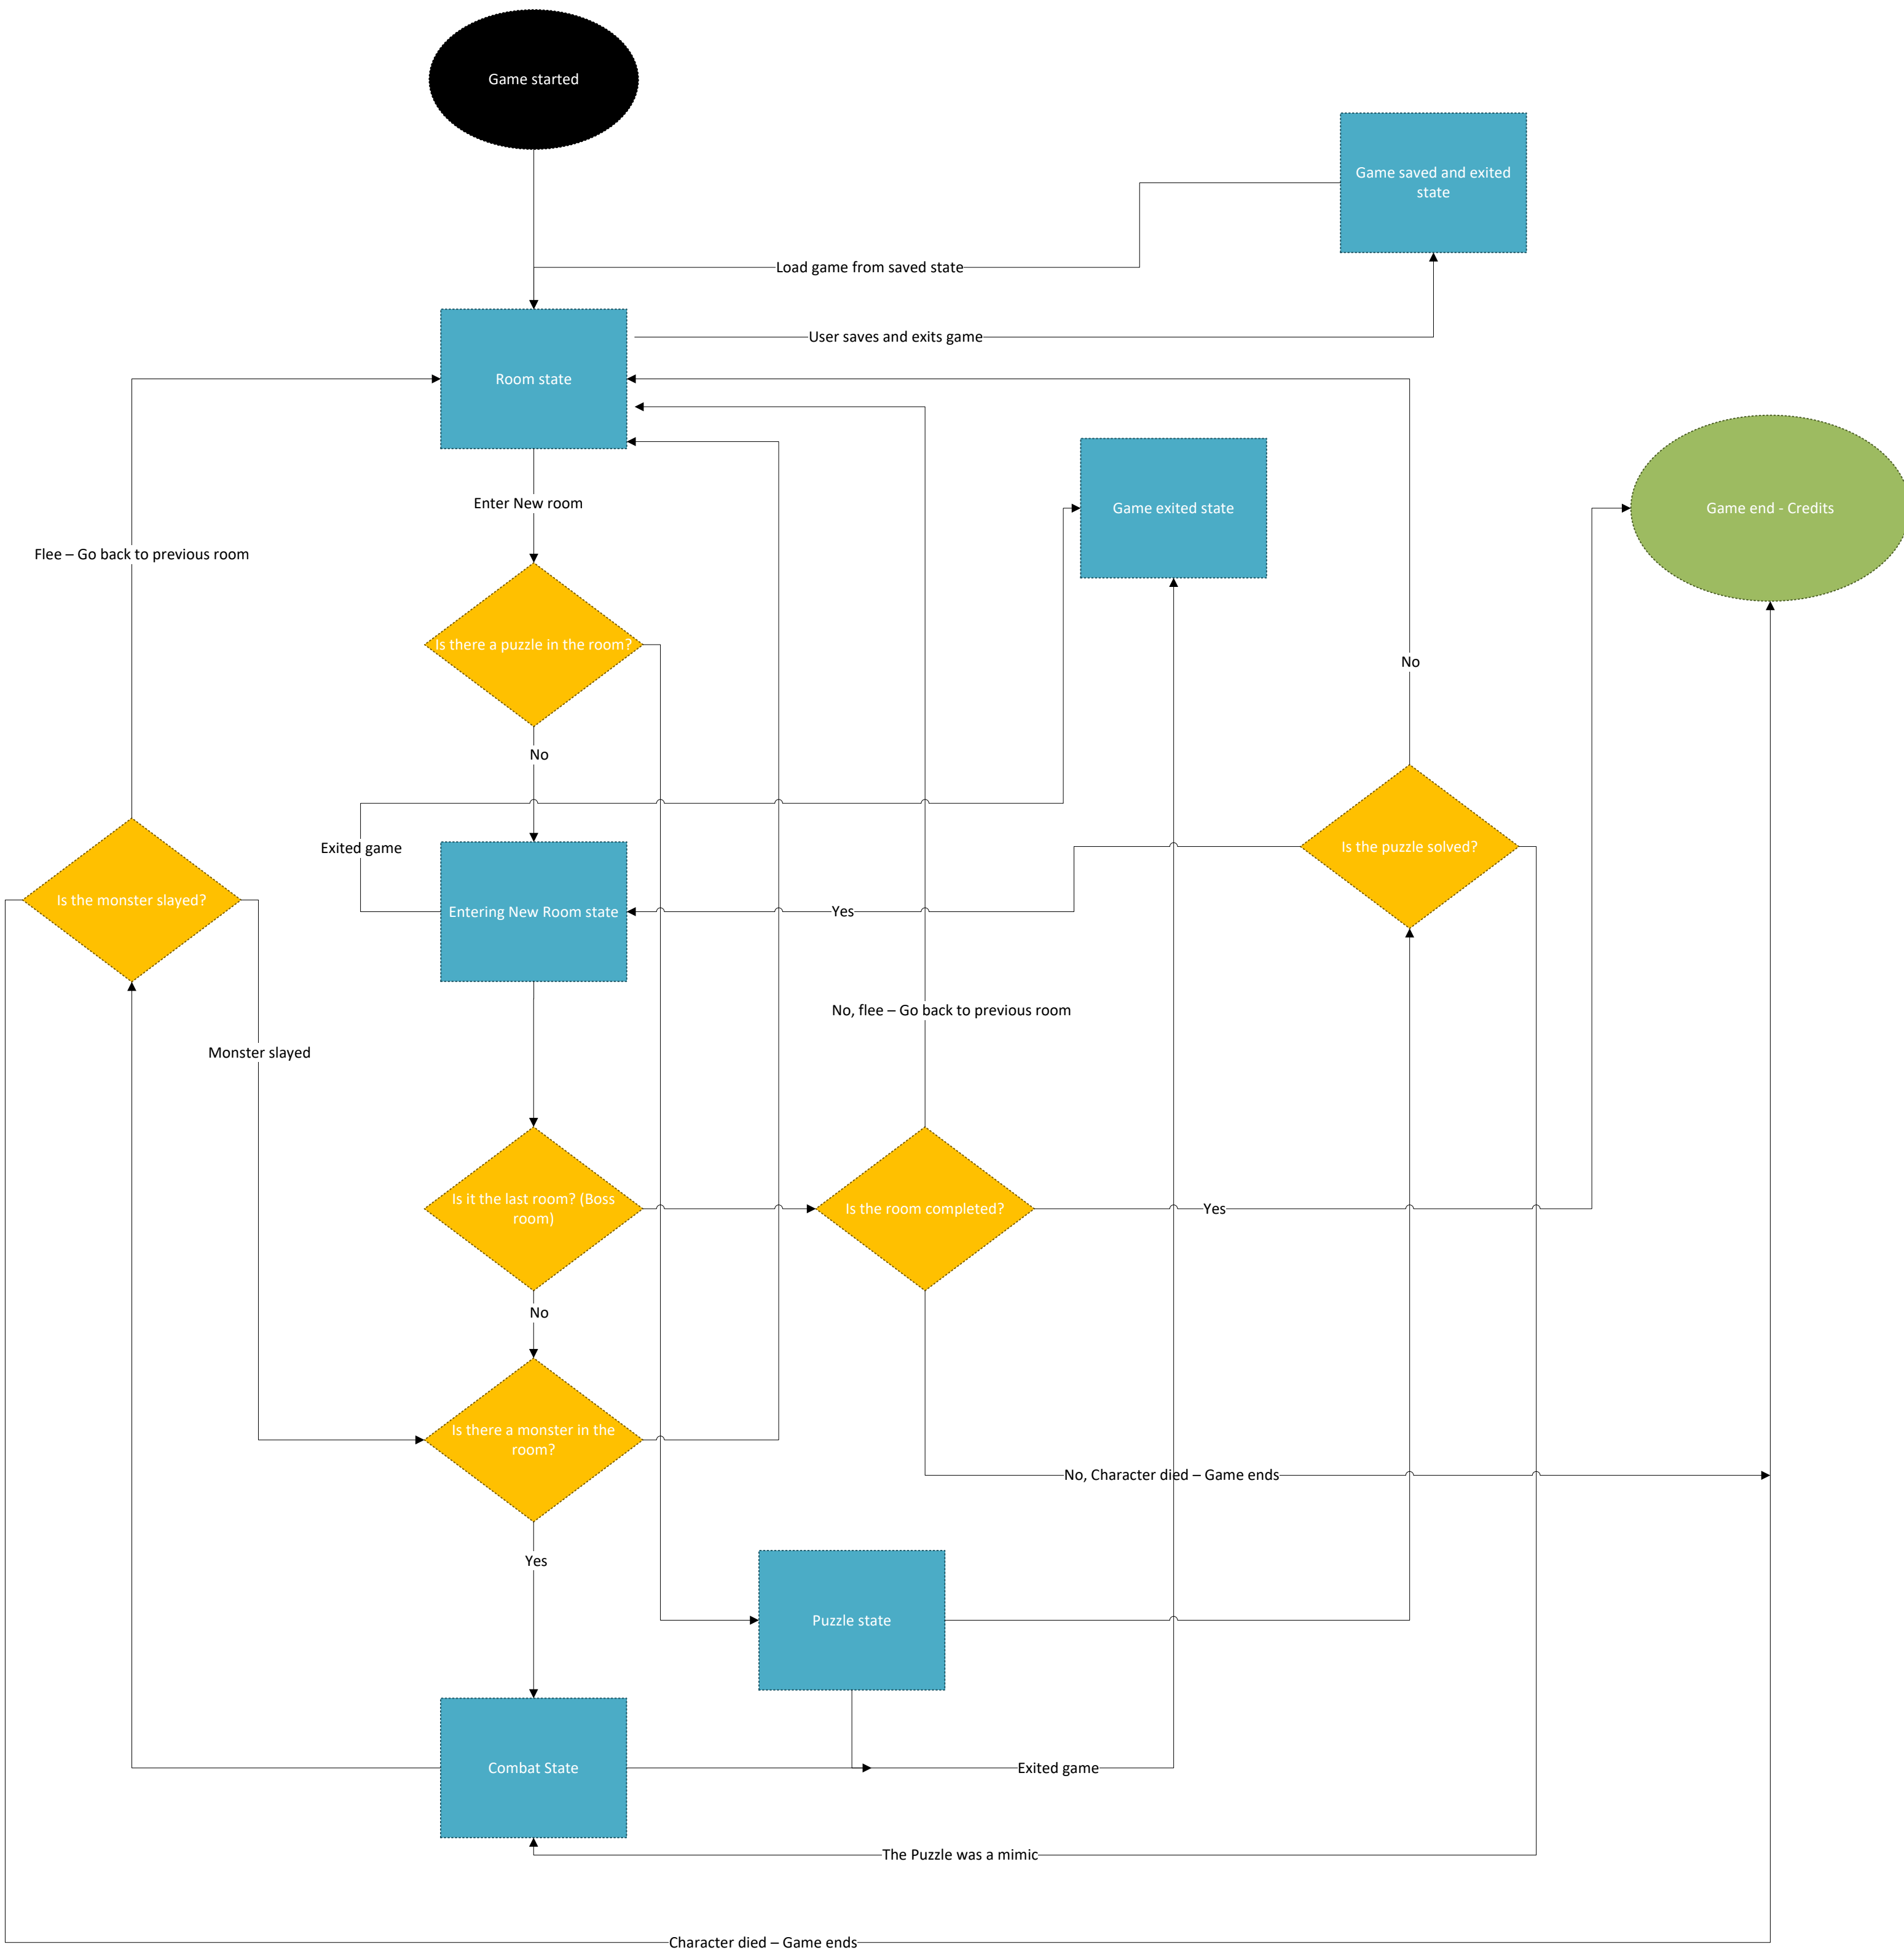 Game started
Game saved and exited
state
Load game from saved state
User saves and exits game
Room state
Enter New room
Game exited state
Game end - Credits
Flee – Go back to previous room
Is there a puzzle in the room?
No
No
Exited game
Is the puzzle solved?
Is the monster slayed?
Entering New Room state
Yes
No, flee – Go back to previous room
Monster slayed
Is it the last room? (Boss
room)
Is the room completed?
Yes
No
Is there a monster in the
room?
No, Character died – Game ends
Yes
Puzzle state
Combat State
Exited game
The Puzzle was a mimic
Character died – Game ends